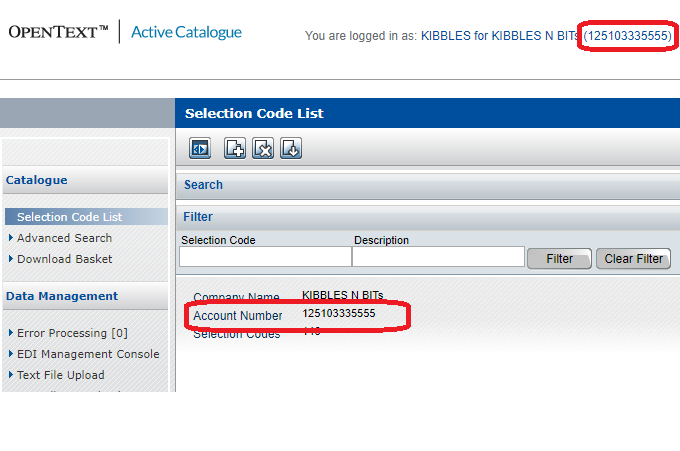 OPENTEXT™ | Active Catalogue
You are logged in as: KIBBLES for KIBBLES N BITs (125103335555)
Selection Code List
Catalogue
Search
Selection Code List
Filter
Advanced Search
Selection Code Description
Download Basket
Filter Clear Filter
Data Management
Company Name KIBBLES N BITs
Account Number 125103335555
Selection Codes
Error Processing [0]
EDI Management Console
Text File Upload